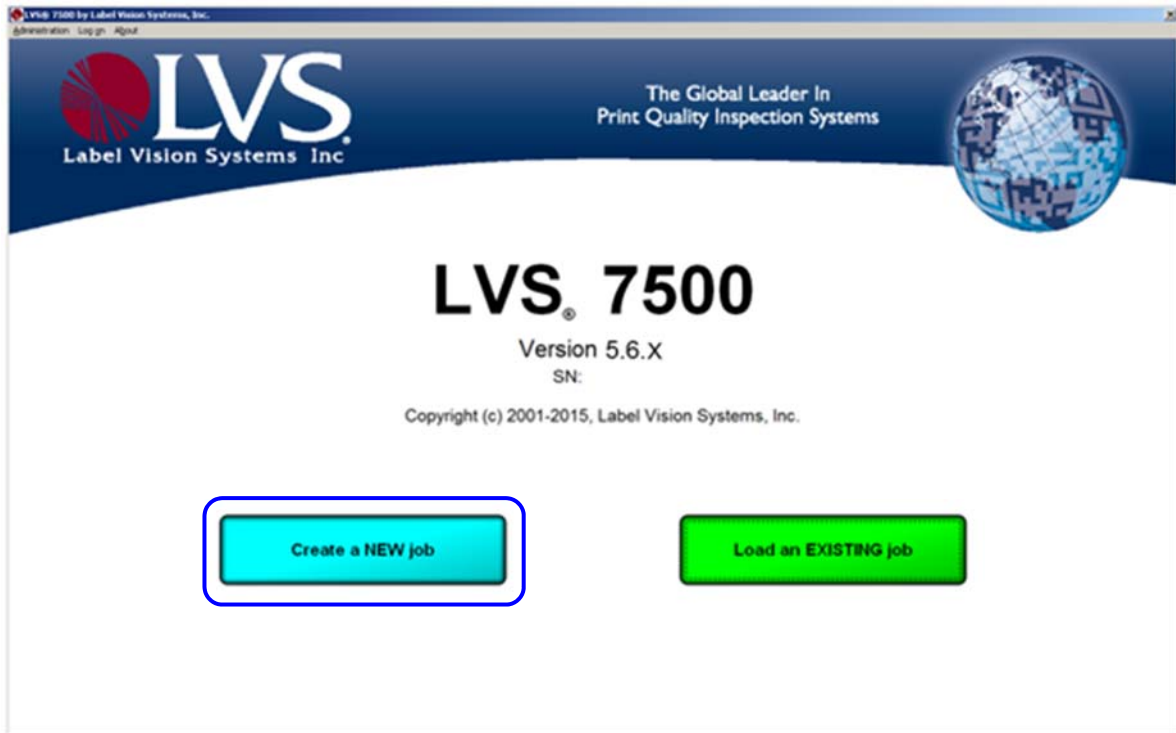 LVS® 7500 by Label Vision Systems, Inc.
Administration Log on About
LVS®
Label Vision Systems Inc
The Global Leader In
Print Quality Inspection Systems
LVS® 7500
Version 5.6.X
SN:
Copyright (c) 2001-2015, Label Vision Systems, Inc.
Create a NEW job
Load an EXISTING job